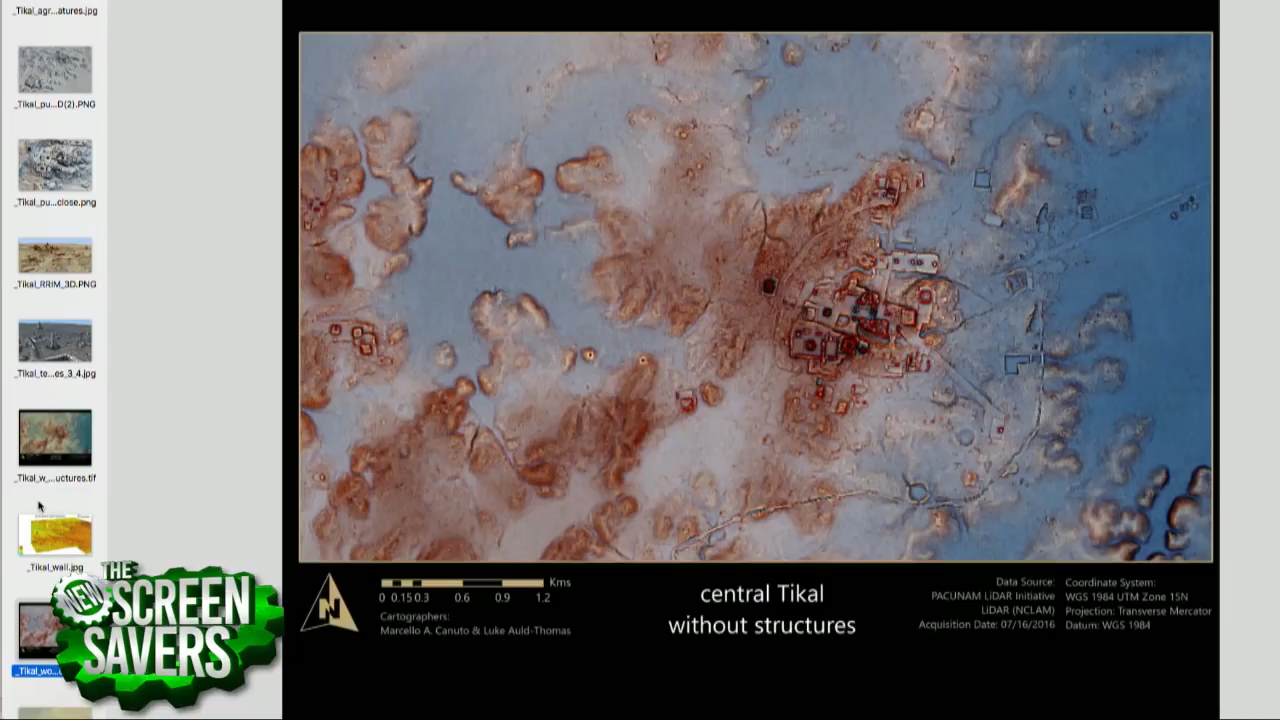 _Tikal_agr...atures.jpg
_Tikal_pu...D(2).PNG
_Tikal_pu...close.png
_Tikal_RRIM_3D.PNG
_Tikal_te...es_3_4.jpg
_Tikal_w...uctures.tif
_Tikal_wall.jpg
_Tikal_wo...
THE
NEW
SCREEN
SAVERS
N
Kms
0 0.15 0.3 0.6 0.9 1.2
Cartographers:
Marcello A. Canuto & Luke Auld-Thomas
central Tikal
without structures
Data Source:
PACUNAM LiDAR Initiative
LiDAR (NCLAM)
Acquisition Date: 07/16/2016
Coordinate System:
WGS 1984 UTM Zone 15N
Projection: Transverse Mercator
Datum: WGS 1984